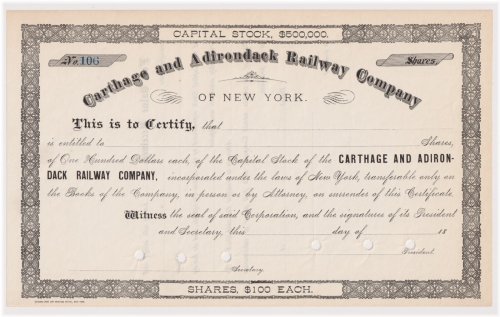 CAPITAL STOCK, $500,000.
No 106
Shares.
Carthage and Adirondack Railway Company
OF NEW YORK.
This is to Certify, that
is entitled to Shares,
of One Hundred Dollars each, of the Capital Stock of the CARTHAGE AND ADIRON-
DACK RAILWAY COMPANY, incorporated under the laws of New York, transferable only on
the Books of the Company, in person or by Attorney, on surrender of this Certificate.
Witness the seal of said Corporation, and the signatures of its President
and Secretary, this day of 18
President.
Secretary.
SHARES, $100 EACH.